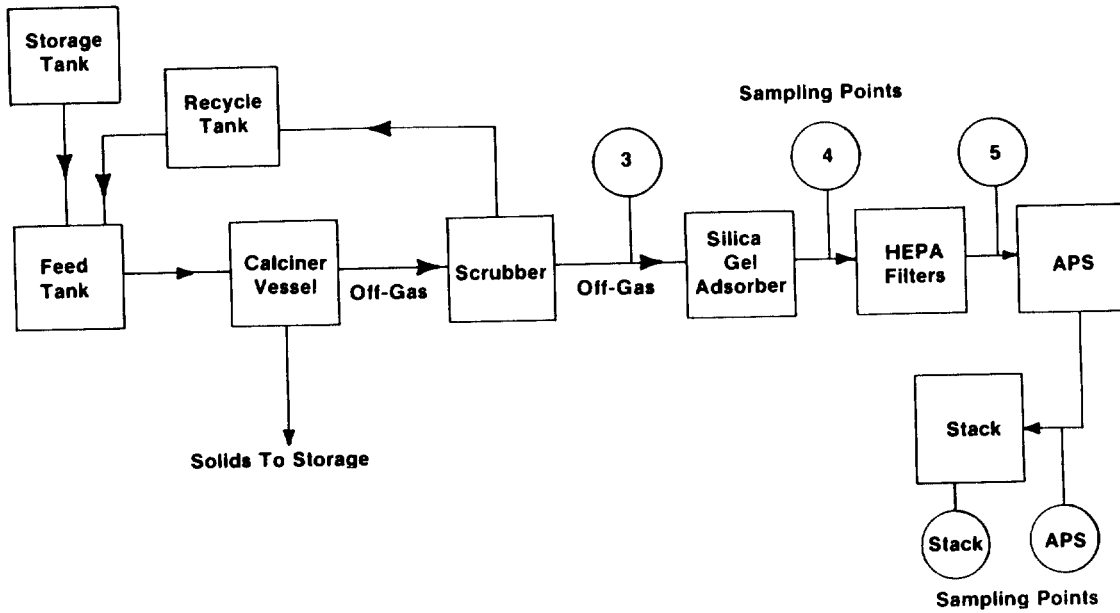 Storage
Tank
Recycle
Tank
Sampling Points
3
4
5
Feed
Tank
Calciner
Vessel
Off-Gas
Scrubber
Off-Gas
Silica
Gel
Adsorber
HEPA
Filters
APS
Solids To Storage
Stack
Stack
APS
Sampling Points